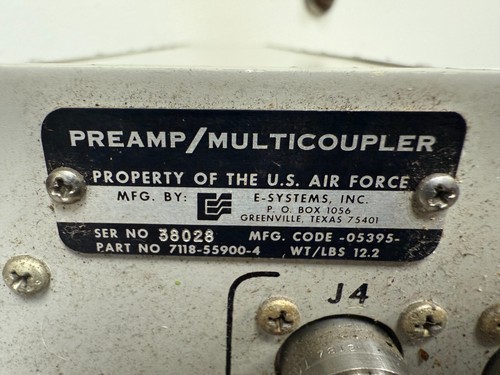 PREAMP/MULTICOUPLER
PROPERTY OF THE U.S. AIR FORCE
MFG. BY: E-SYSTEMS, INC.
P. O. BOX 1056
GREENVILLE, TEXAS 75401
SER NO 38028 MFG. CODE -05395-
PART NO 7118-55900-4 WT/LBS 12.2
J4